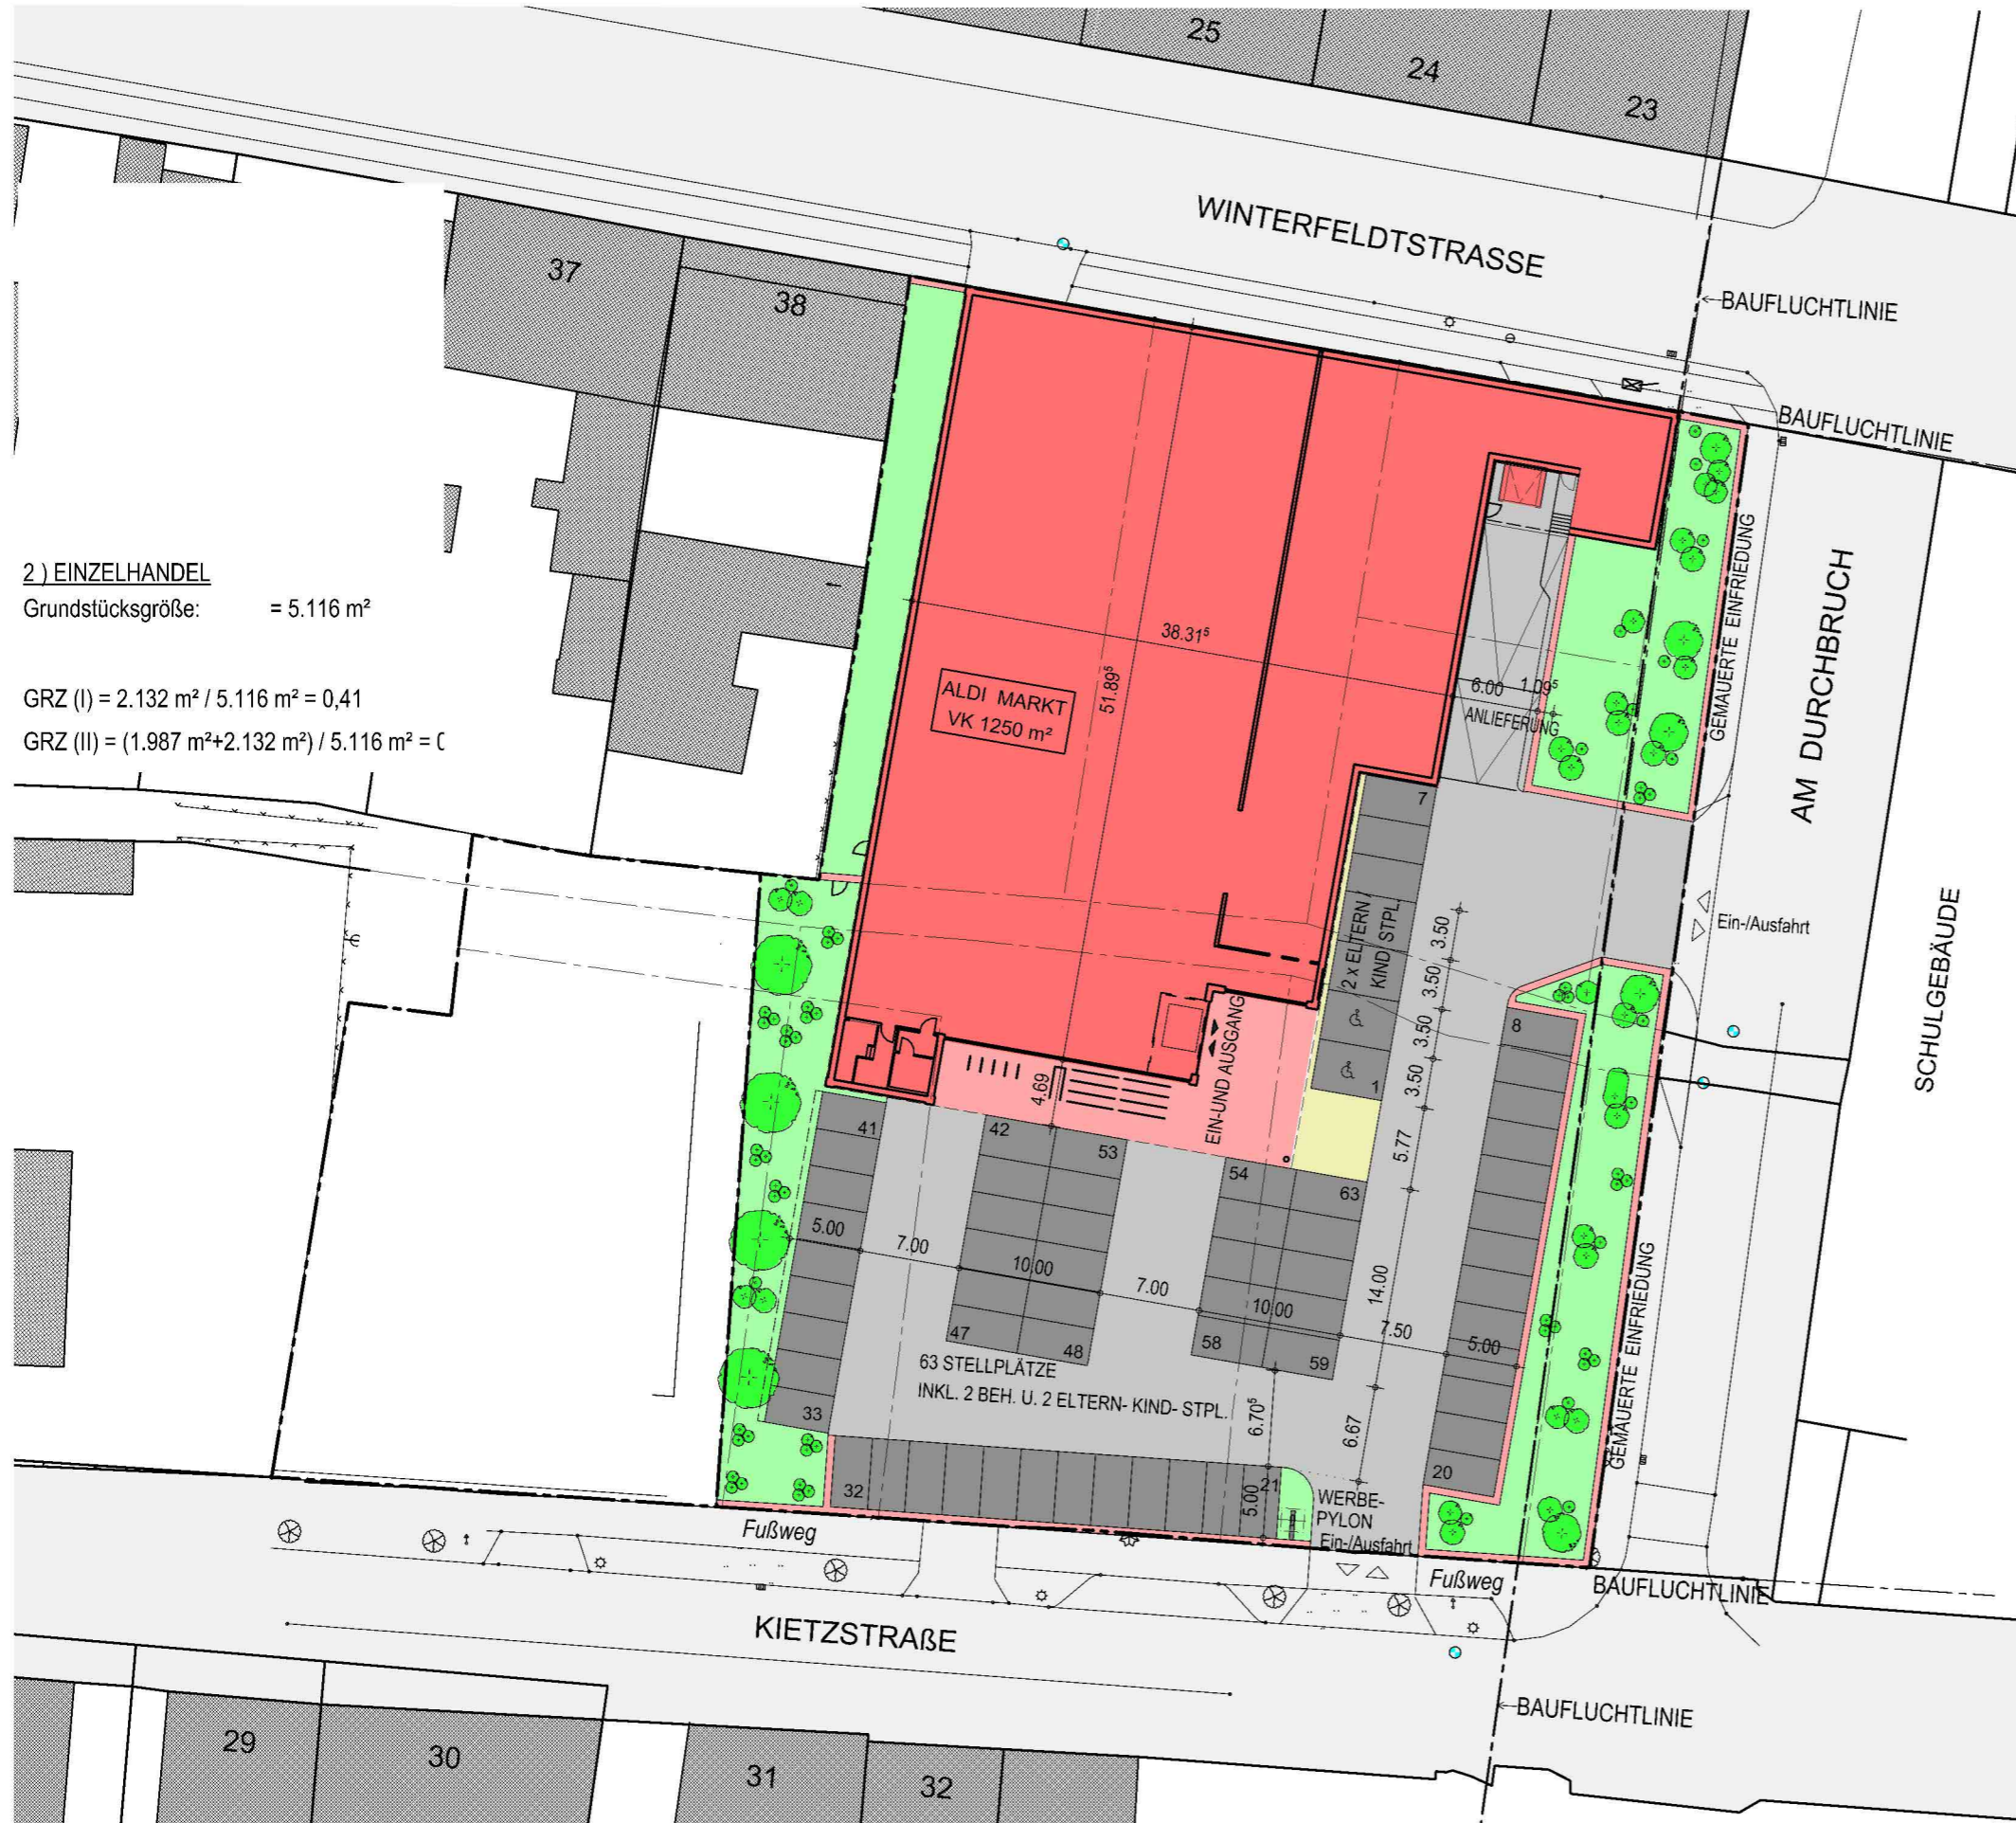 25
24
23
WINTERFELDTSTRASSE
37
38
BAUFLUCHTLINIE
BAUFLUCHTLINIE
2 ) EINZELHANDEL
Grundstücksgröße: = 5.116 m²
GRZ (I) = 2.132 m² / 5.116 m² = 0,41
GRZ (II) = (1.987 m²+2.132 m²) / 5.116 m² =
38.31⁵
51.89⁵
ALDI MARKT
VK 1250 m²
6.00
1.09⁵
ANLIEFERUNG
GEMAUERTE EINFRIEDUNG
AM DURCHBRUCH
SCHULGEBÄUDE
Ein-/Ausfahrt
7
2 x ELTERN
KIND STPL.
1
3.50
3.50
3.50
3.50
5.77
8
EIN-UND AUSGANG
4.69
41
42
53
54
63
5.00
7.00
10.00
7.00
10.00
14.00
7.50
5.00
47
48
58
59
63 STELLPLÄTZE
INKL. 2 BEH. U. 2 ELTERN- KIND- STPL.
6.70⁵
6.67
GEMAUERTE EINFRIEDUNG
33
32
5.00
21
20
WERBE-
PYLON
Ein-/Ausfahrt
Fußweg
Fußweg
BAUFLUCHTLINIE
KIETZSTRAßE
BAUFLUCHTLINIE
29
30
31
32